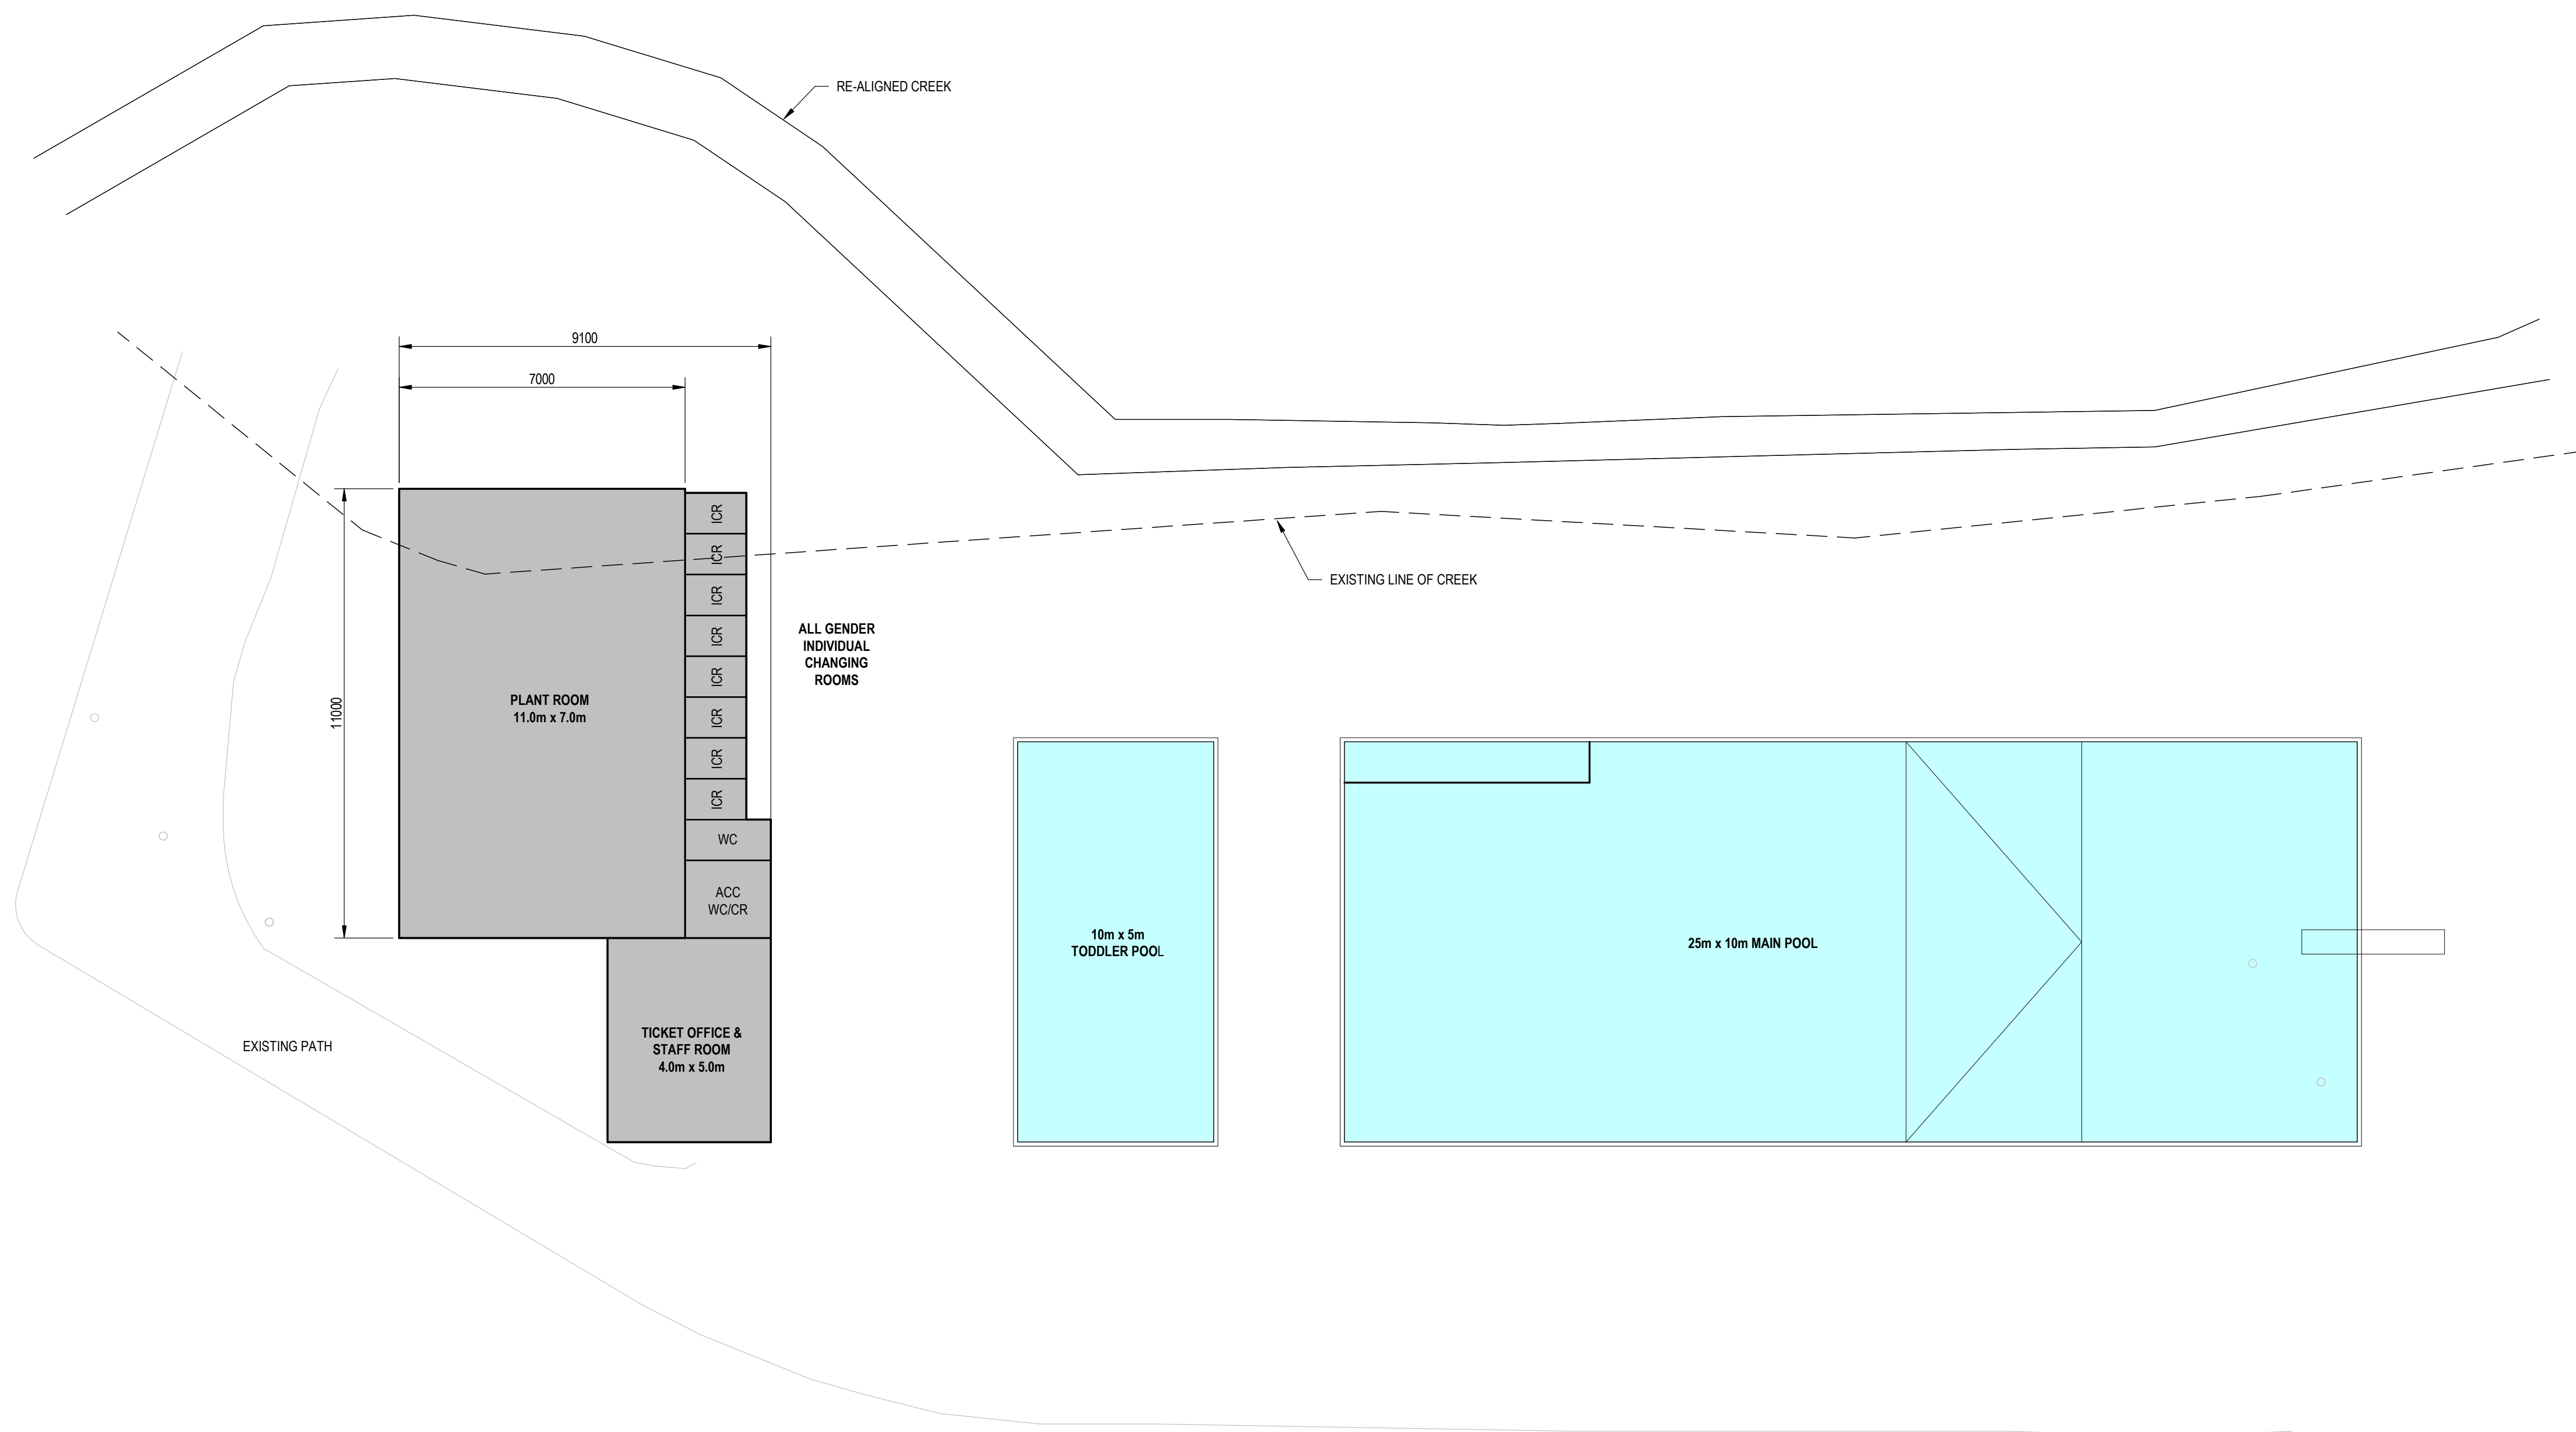 RE-ALIGNED CREEK
9100
7000
11000
ICR
ICR
ICR
ICR
ICR
ICR
ICR
ICR
WC
ACC
WC/CR
PLANT ROOM
11.0m x 7.0m
ALL GENDER
INDIVIDUAL
CHANGING
ROOMS
EXISTING LINE OF CREEK
10m x 5m
TODDLER POOL
25m x 10m MAIN POOL
TICKET OFFICE &
STAFF ROOM
4.0m x 5.0m
EXISTING PATH